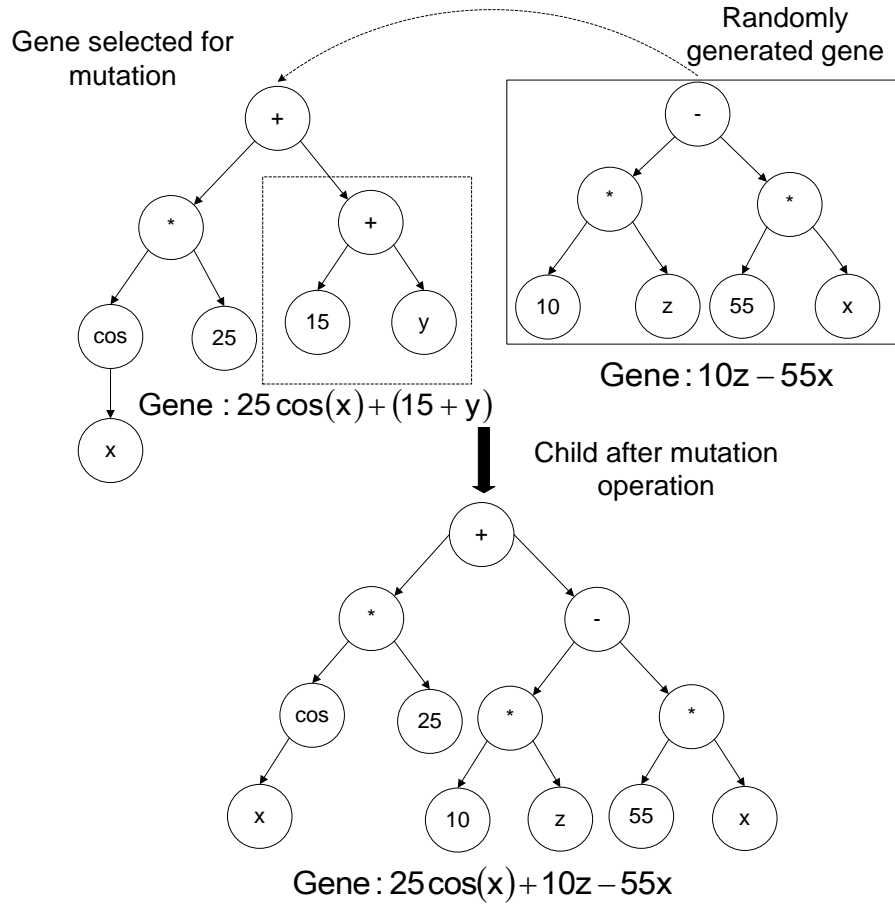 Gene selected for
mutation
Randomly
generated gene
+
-
*
+
*
*
cos
25
15
y
10
z
55
x
x
Gene : 25 cos(x) + (15 + y)
Gene : 10z − 55x
Child after mutation
operation
+
*
-
cos
25
*
*
x
10
z
55
x
Gene : 25 cos(x) + 10z − 55x